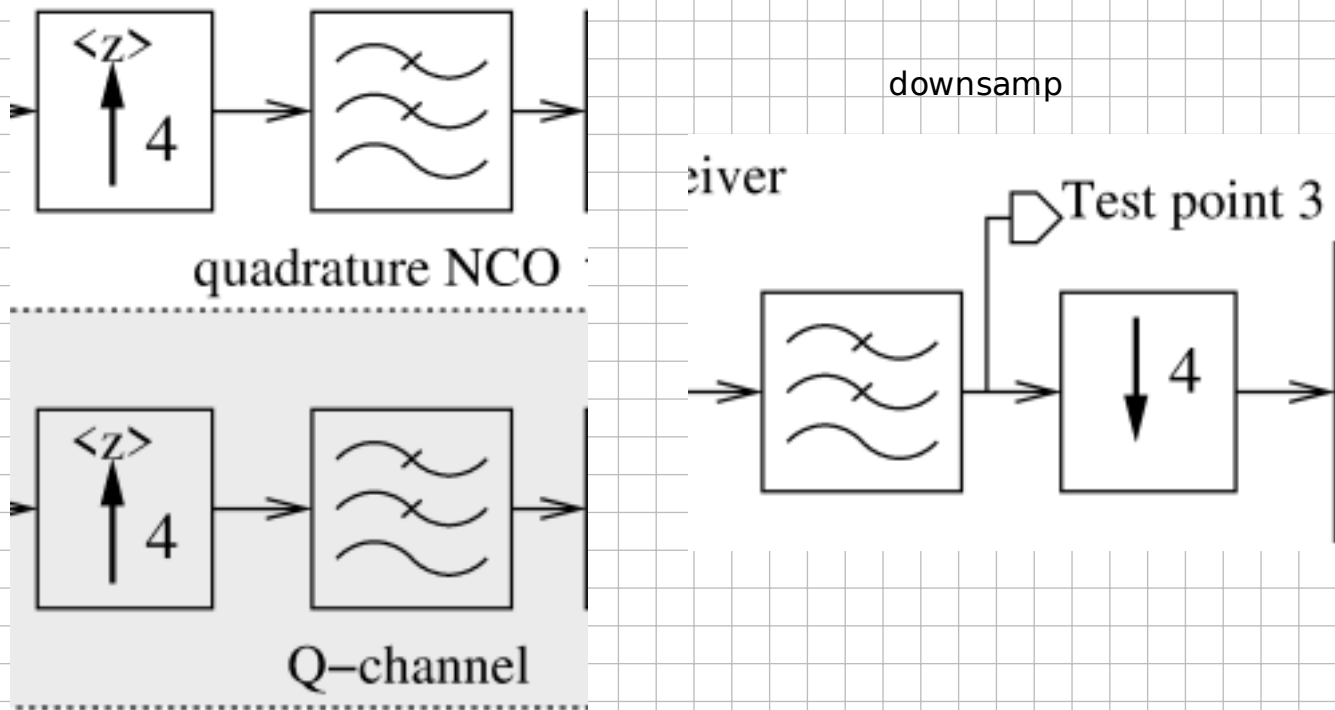 <z>
4
quadrature NCO
<z>
4
Q–channel
downsamp
eiver
Test point 3
4